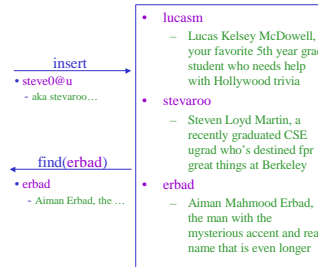 insert
• steve0@u
- aka stevaroo…
find(erbad)
• erbad
- Aiman Erbad, the …
• lucasm
– Lucas Kelsey McDowell,
your favorite 5th year grad
student who needs help
with Hollywood trivia
• stevaroo
– Steven Loyd Martin, a
recently graduated CSE
ugrad who's destined fpr
great things at Berkeley
• erbad
– Aiman Mahmood Erbad,
the man with the
mysterious accent and rea
name that is even longer